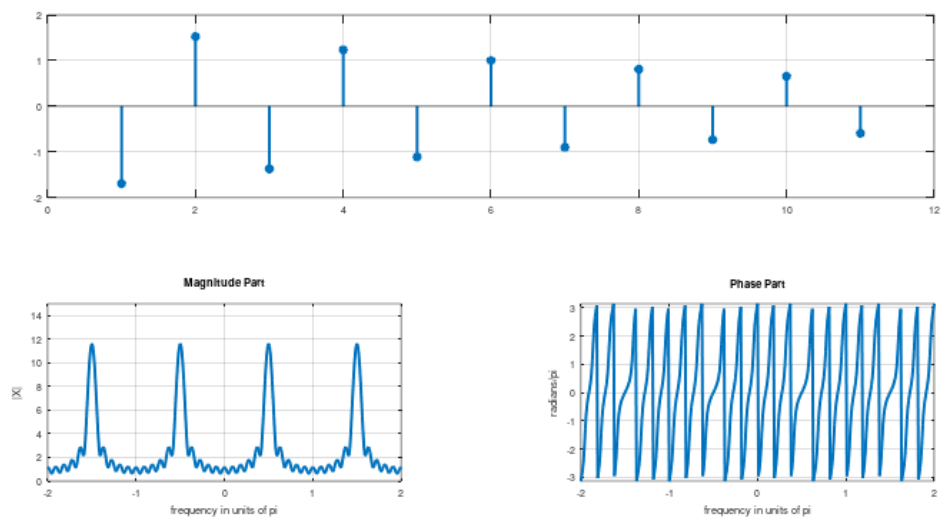 2
1
0
-1
-2
0 2 4 6 8 10 12
Magnitude Part
14
12
10
8
6
4
2
0
|X|
-2 -1 0 1 2
frequency in units of pi
Phase Part
3
2
1
0
-1
-2
-3
radians/pi
-2 -1 0 1 2
frequency in units of pi